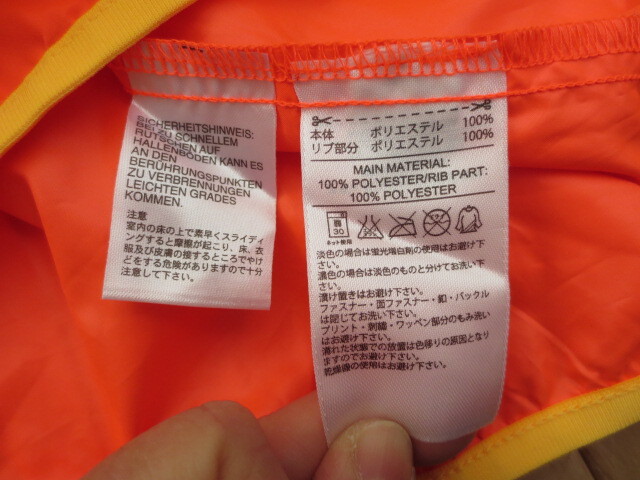 SICHERHEITSHINWEIS:
BEI ZU SCHNELLEM
RUTSCHEN AUF
HALLENBÖDEN KANN ES
AN DEN
BERÜHRUNGSPUNKTEN
ZU VERBRENNUNGEN
LEICHTEN GRADES
KOMMEN.
注意
室内の床の上で素早くスライディ
ングすると摩擦が起こり、床、衣
服及び皮膚の接するところでやけ
どをする危険がありますので十分
注意して下さい。
本体 ポリエステル 100%
リブ部分 ポリエステル 100%
MAIN MATERIAL:
100% POLYESTER/RIB PART:
100% POLYESTER
30
ネット使用
淡色の場合は蛍光増白剤の使用はお避け下
さい。
濃色の場合は淡色のものと分けてお洗い下
さい。
漬け置きはお避け下さい。
ファスナー・面ファスナー・釦・バックル
は閉じてお洗い下さい。
プリント・刺繍・ワッペン部分のもみ洗い
はお避け下さい。
濡れた状態での放置は色移りの原因となり
ますのでお避け下さい。
乾燥機の使用はお避け下さい。